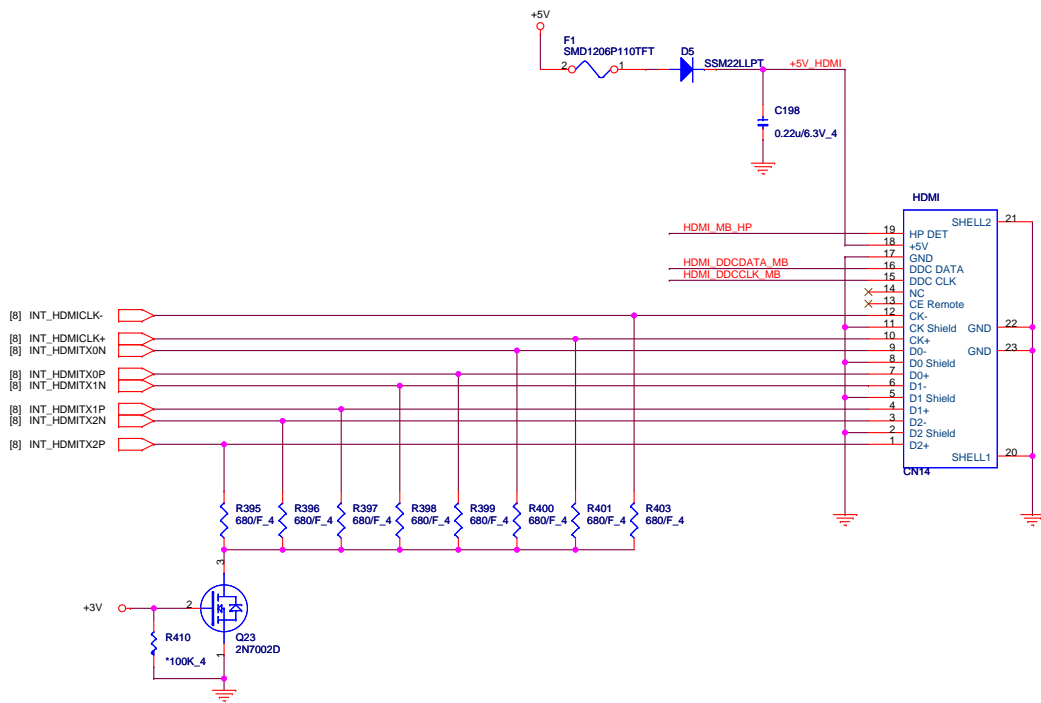 +5V
F1
SMD1206P110TFT
2
1
D5
SSM22LLPT
+5V_HDMI
C198
0.22u/6.3V_4
HDMI
HDMI_MB_HP
HDMI_DDCDATA_MB
HDMI_DDCCLK_MB
19 HP DET
18 +5V
17 GND
16 DDC DATA
15 DDC CLK
14 NC
13 CE Remote
12 CK-
11 CK Shield
10 CK+
9 D0-
8 D0 Shield
7 D0+
6 D1-
5 D1 Shield
4 D1+
3 D2-
2 D2 Shield
1 D2+
SHELL2 21
GND 22
GND 23
SHELL1 20
CN14
[8] INT_HDMICLK-
[8] INT_HDMICLK+
[8] INT_HDMITX0N
[8] INT_HDMITX0P
[8] INT_HDMITX1N
[8] INT_HDMITX1P
[8] INT_HDMITX2N
[8] INT_HDMITX2P
R395
680/F_4
R396
680/F_4
R397
680/F_4
R398
680/F_4
R399
680/F_4
R400
680/F_4
R401
680/F_4
R403
680/F_4
3
+3V
2
R410
*100K_4
1
Q23
2N7002D